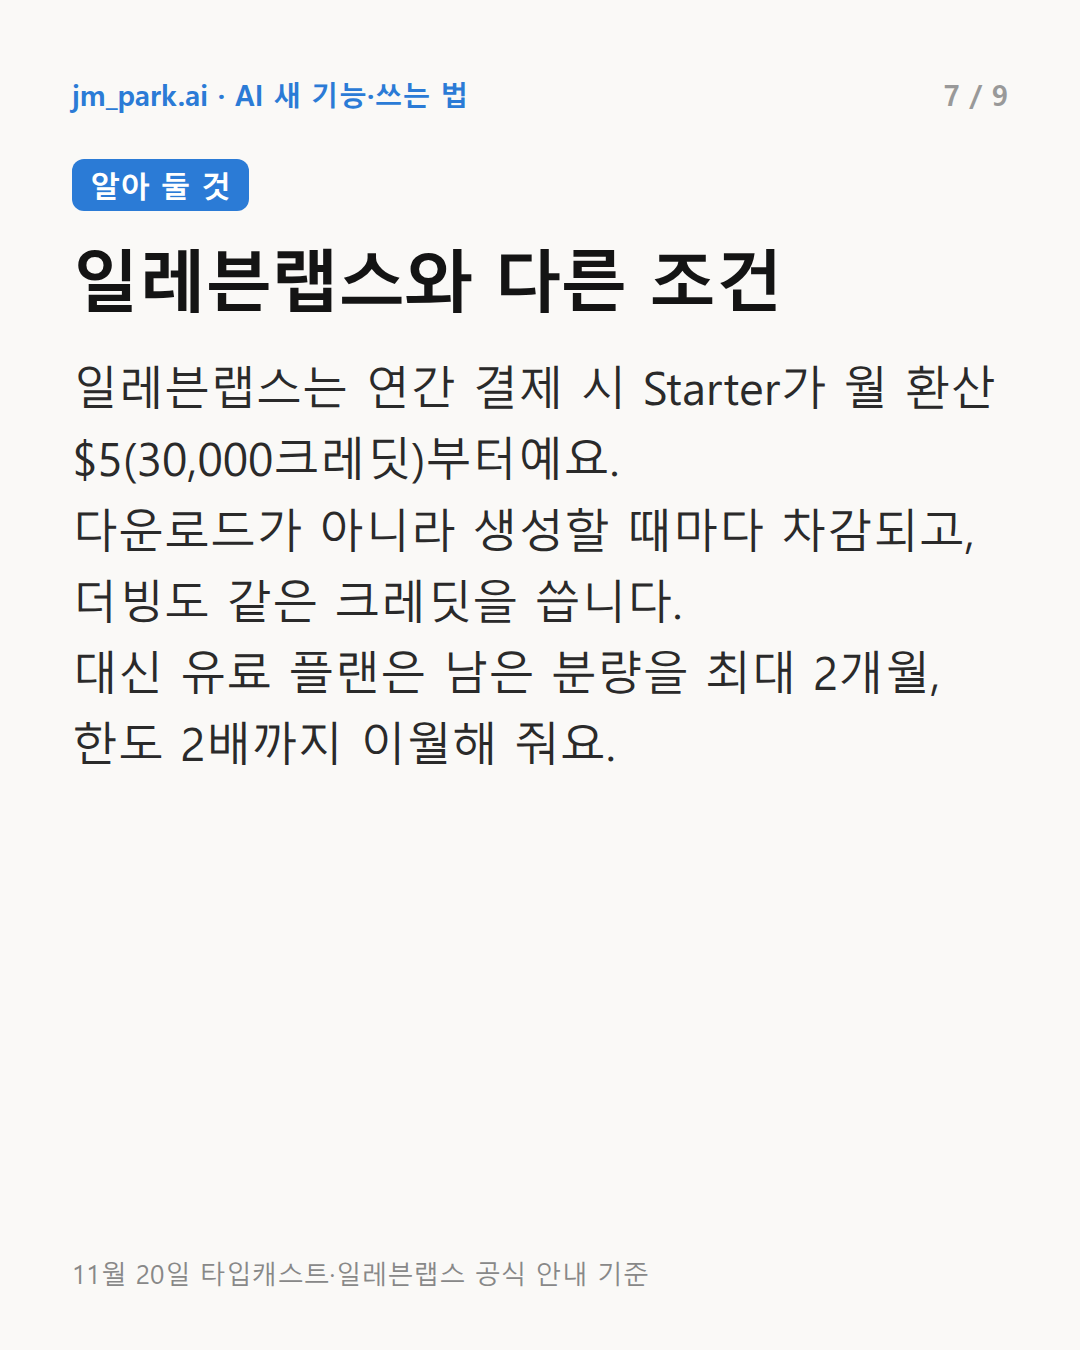 jm_park.ai · AI 새 기능·쓰는 법
7 / 9
알아 둘 것
일레븐랩스와 다른 조건
일레븐랩스는 연간 결제 시 Starter가 월 환산
$5(30,000크레딧)부터예요.
다운로드가 아니라 생성할 때마다 차감되고,
더빙도 같은 크레딧을 씁니다.
대신 유료 플랜은 남은 분량을 최대 2개월,
한도 2배까지 이월해 줘요.
11월 20일 타입캐스트·일레븐랩스 공식 안내 기준